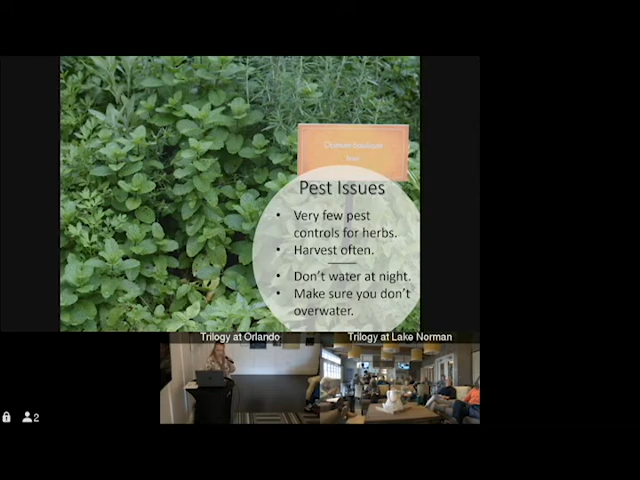 Pest Issues
• Very few pest
controls for herbs.
• Harvest often.
• Don't water at night.
• Make sure you don't
overwater.
Trilogy at Orlando
Trilogy at Lake Norman
2